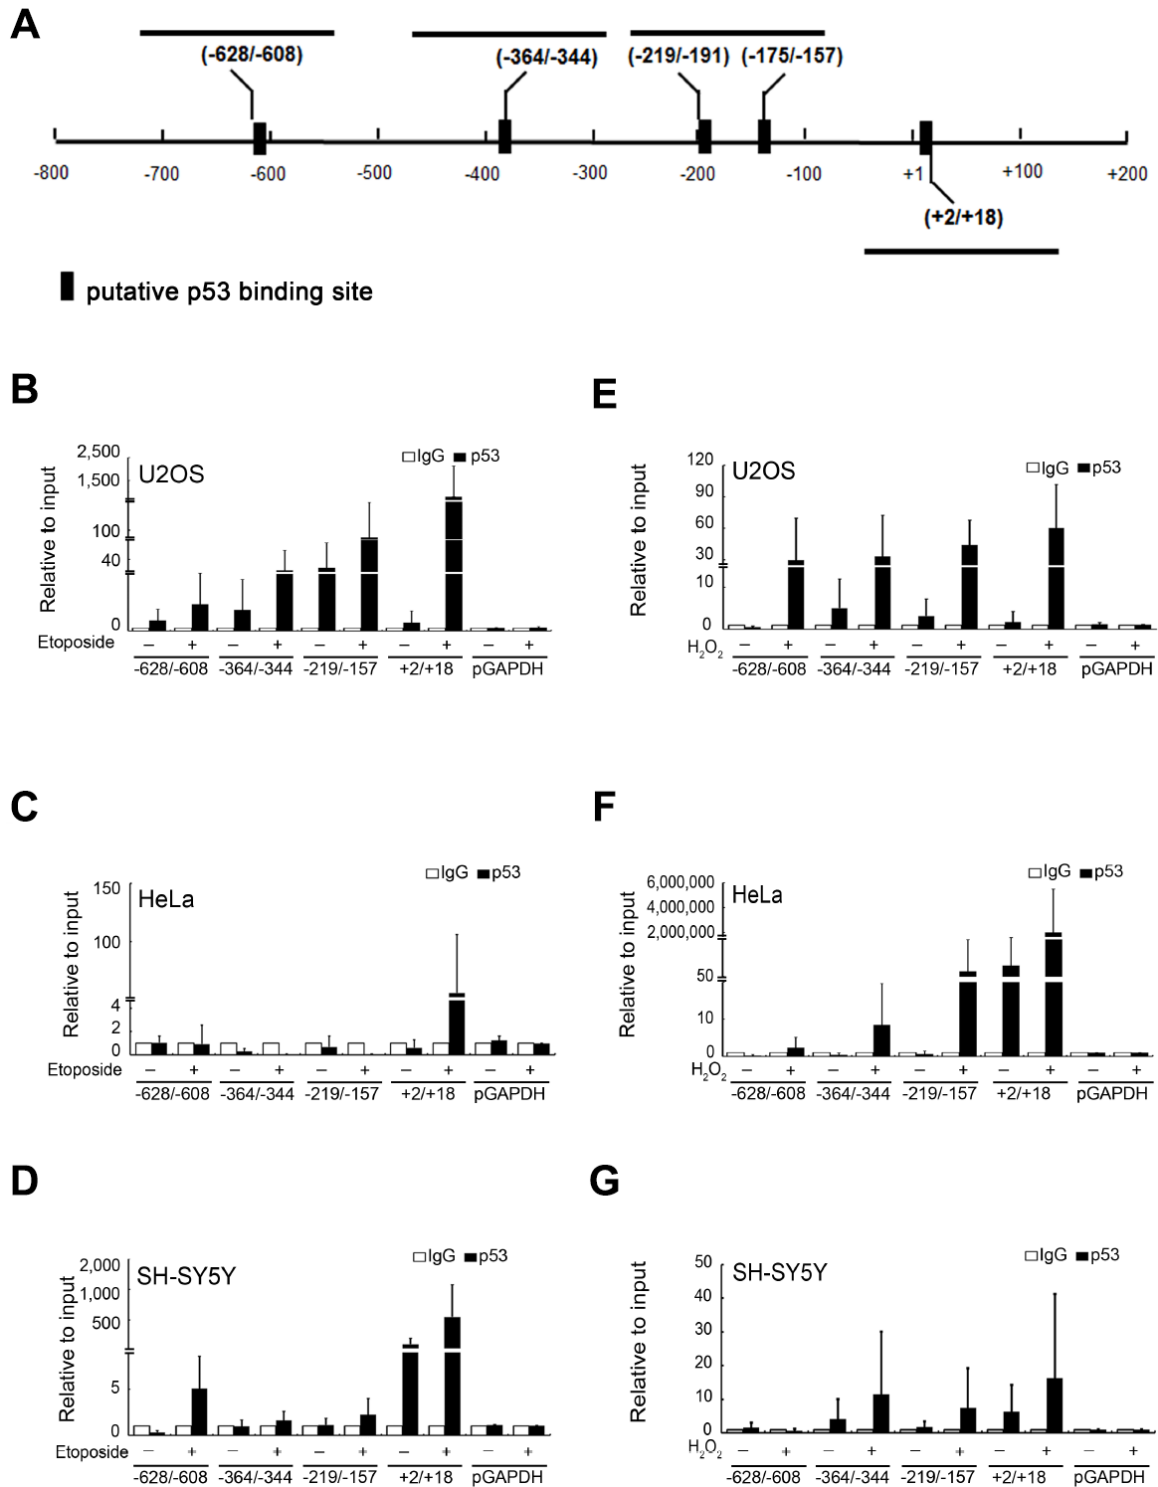 A
(-628/-608) (-364/-344) (-219/-191) (-175/-157)
-800 -700 -600 -500 -400 -300 -200 -100 +1 +100 +200
(+2/+18)
putative p53 binding site
B
Relative to input
2,500
1,500
100
40
0
U2OS
IgG p53
Etoposide – + – + – + – + – +
-628/-608 -364/-344 -219/-157 +2/+18 pGAPDH
E
Relative to input
120
90
60
30
10
0
U2OS
IgG p53
H2O2 – + – + – + – + – +
-628/-608 -364/-344 -219/-157 +2/+18 pGAPDH
C
Relative to input
150
100
4
2
0
HeLa
IgG p53
Etoposide – + – + – + – + – +
-628/-608 -364/-344 -219/-157 +2/+18 pGAPDH
F
Relative to input
6,000,000
4,000,000
2,000,000
50
10
0
HeLa
IgG p53
H2O2 – + – + – + – + – +
-628/-608 -364/-344 -219/-157 +2/+18 pGAPDH
D
Relative to input
2,000
1,000
500
5
0
SH-SY5Y
IgG p53
Etoposide – + – + – + – + – +
-628/-608 -364/-344 -219/-157 +2/+18 pGAPDH
G
Relative to input
50
40
30
20
10
0
SH-SY5Y
IgG p53
H2O2 – + – + – + – + – +
-628/-608 -364/-344 -219/-157 +2/+18 pGAPDH